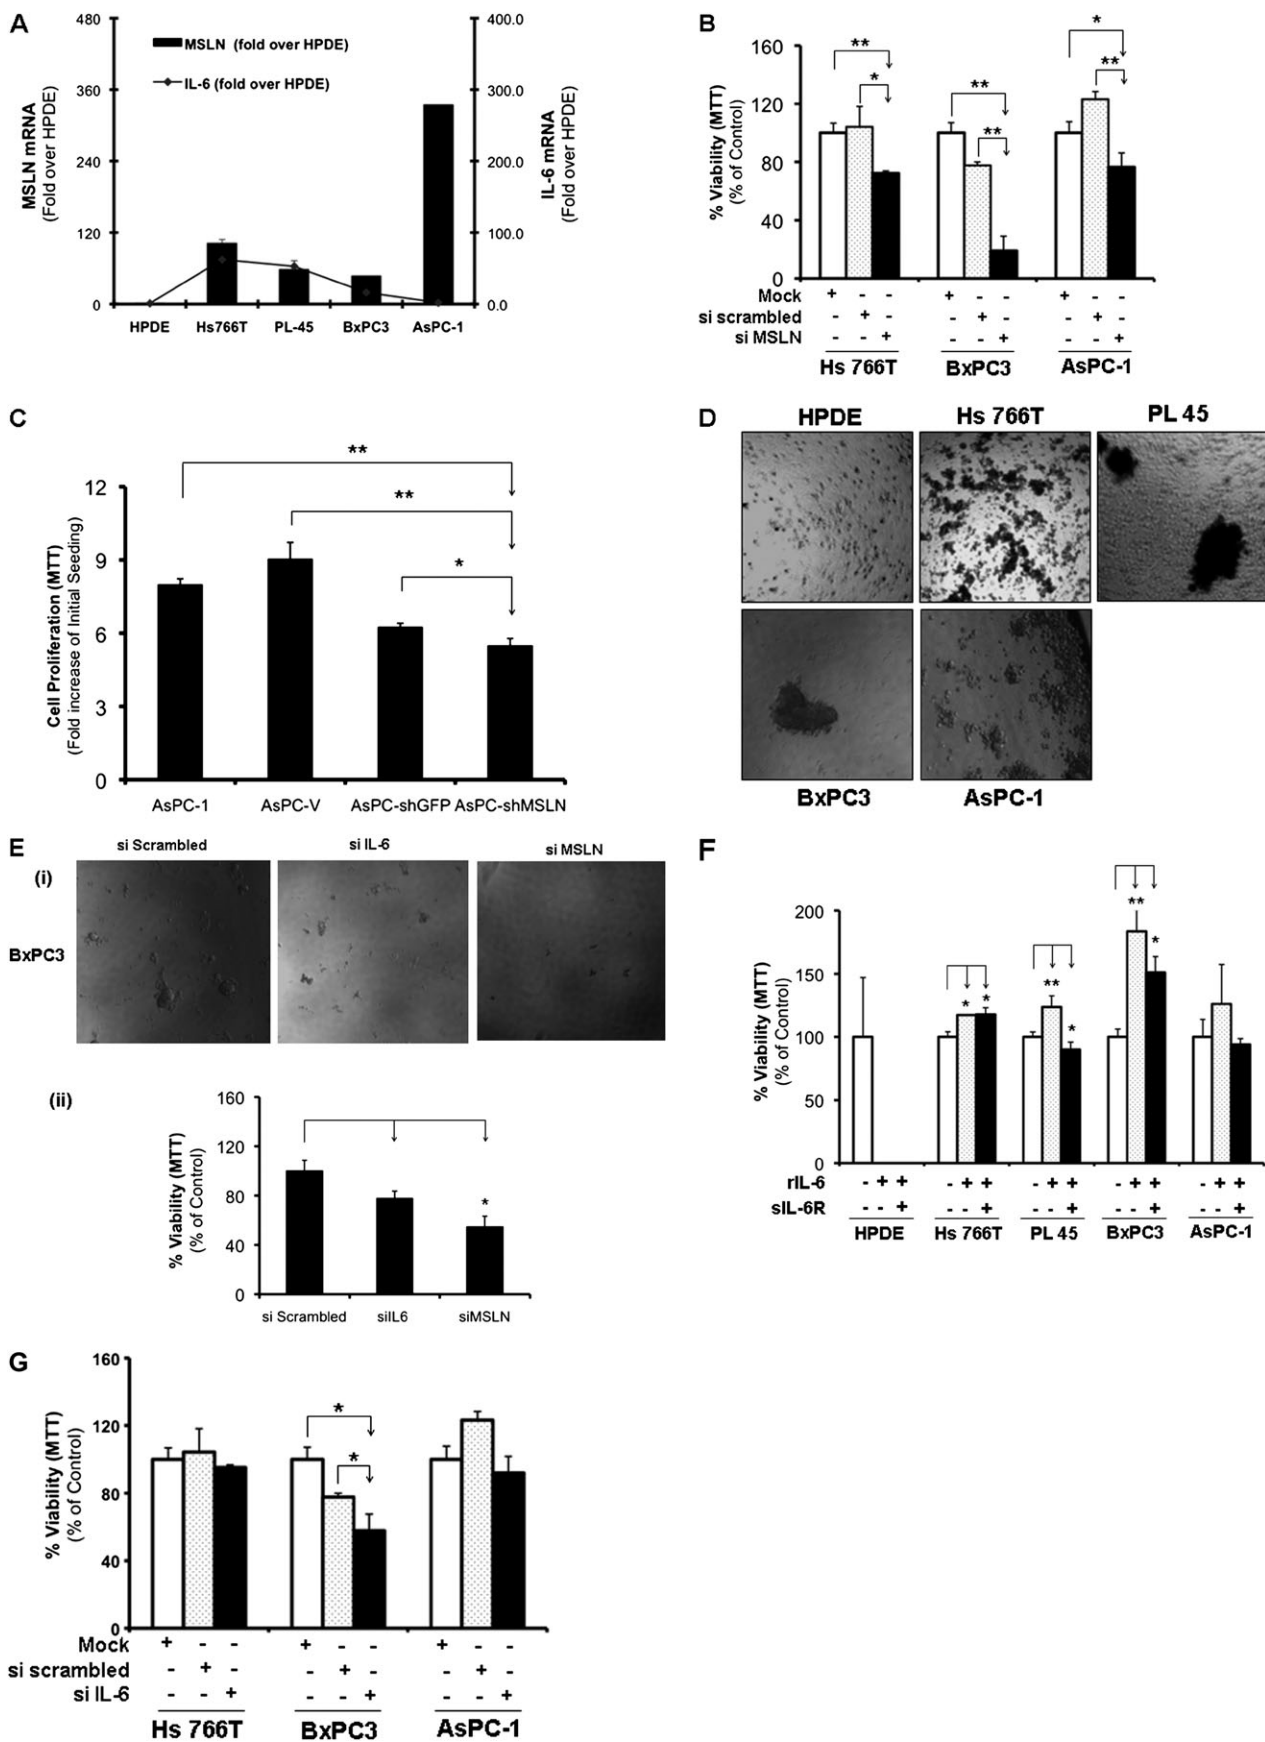 A
480
360
240
120
0
MSLN mRNA
(Fold over HPDE)
MSLN (fold over HPDE)
IL-6 (fold over HPDE)
400.0
300.0
200.0
100.0
0.0
IL-6 mRNA
(Fold over HPDE)
HPDE Hs766T PL-45 BxPC3 AsPC-1
B
160
120
80
40
0
% Viability (MTT)
(% of Control)
** * ** ** * **
Mock + - - + - - + - -
si scrambled - + - - + - - + -
si MSLN - - + - - + - - +
Hs 766T BxPC3 AsPC-1
C
12
9
6
3
0
Cell Proliferation (MTT)
(Fold increase of Initial Seeding)
**
**
*
AsPC-1 AsPC-V AsPC-shGFP AsPC-shMSLN
D
HPDE Hs 766T PL 45
BxPC3 AsPC-1
E
si Scrambled si IL-6 si MSLN
(i)
BxPC3
(ii)
160
120
80
40
0
% Viability (MTT)
(% of Control)
*
si Scrambled siIL6 siMSLN
F
200
150
100
50
0
% Viability (MTT)
(% of Control)
* * ** * ** *
rIL-6 - + + - + + - + + - + + - + +
sIL-6R - - + - - + - - + - - + - - +
HPDE Hs 766T PL 45 BxPC3 AsPC-1
G
160
120
80
40
0
% Viability (MTT)
(% of Control)
*
*
Mock + - - + - - + - -
si scrambled - + - - + - - + -
si IL-6 - - + - - + - - +
Hs 766T BxPC3 AsPC-1